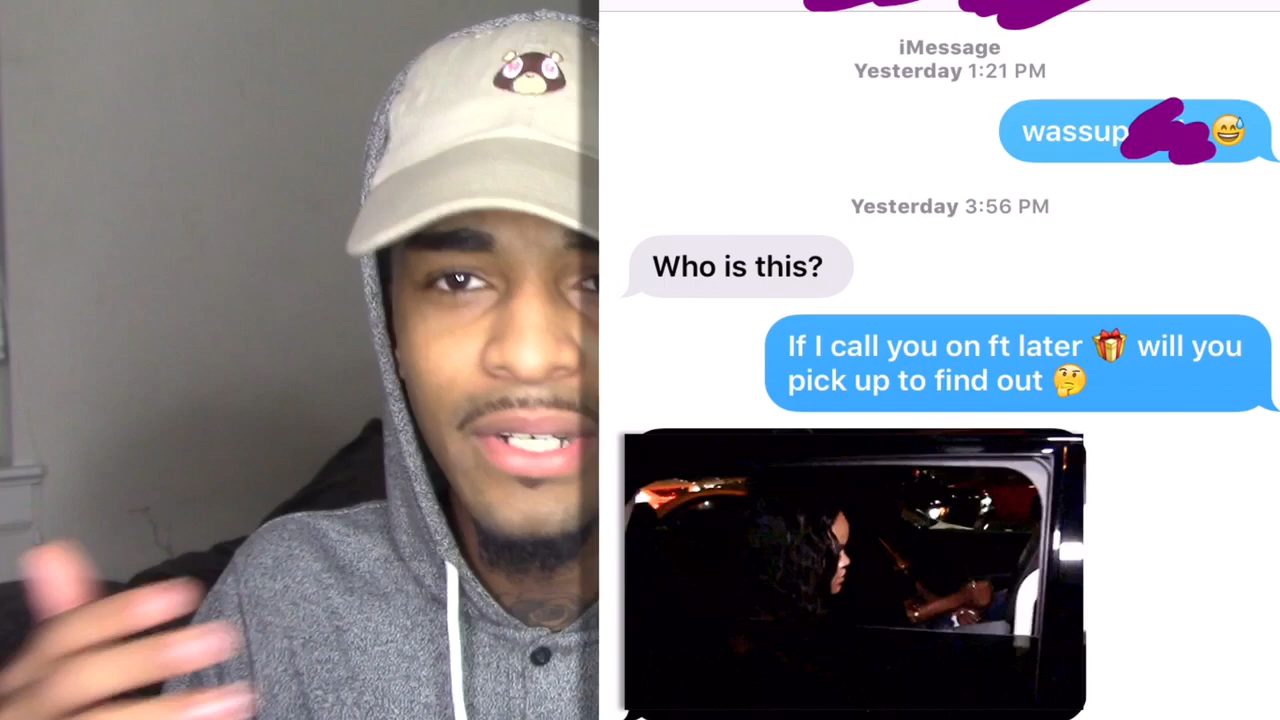 iMessage
Yesterday 1:21 PM
wassup 😅
Yesterday 3:56 PM
Who is this?
If I call you on ft later 🎁 will you
pick up to find out 🤔